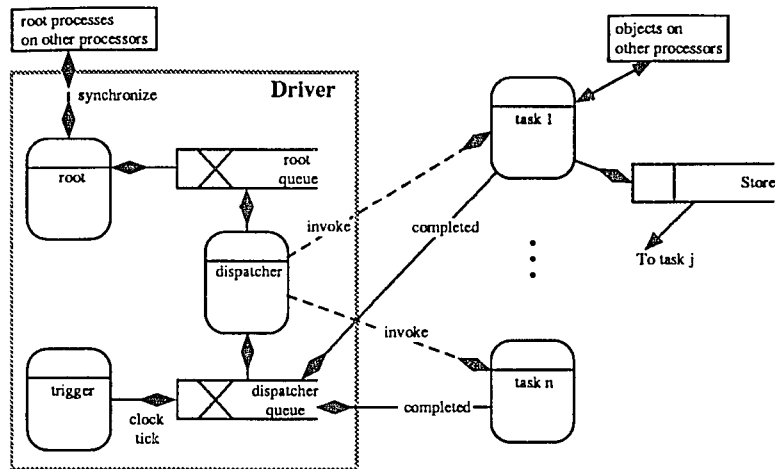 root processes
on other processors
objects on
other processors
synchronize
Driver
task 1
root
root
queue
Store
invoke
completed
dispatcher
To task j
invoke
trigger
dispatcher
queue
task n
completed
clock
tick